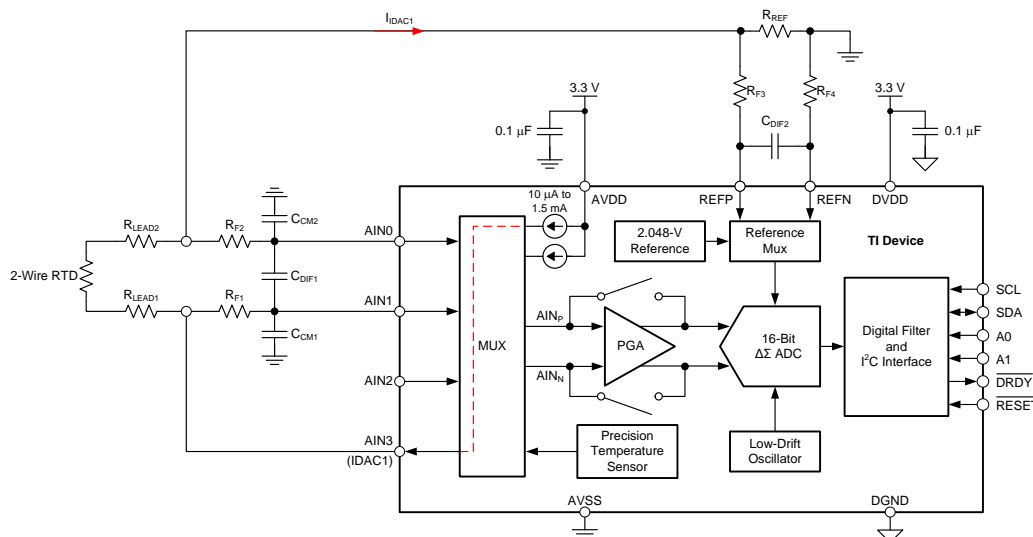 I_IDAC1
R_REF
R_F3
R_F4
3.3 V
3.3 V
0.1 μF
C_DIF2
0.1 μF
10 μA to
1.5 mA
AVDD
REFP
REFN
DVDD
R_LEAD2
R_F2
C_CM2
AIN0
2.048-V
Reference
Reference
Mux
TI Device
2-Wire RTD
C_DIF1
R_LEAD1
R_F1
AIN1
C_CM1
MUX
AIN_P
AIN_N
PGA
16-Bit
ΔΣ ADC
Digital Filter
and
I²C Interface
SCL
SDA
A0
A1
DRDY
RESET
AIN2
AIN3
(IDAC1)
Precision
Temperature
Sensor
Low-Drift
Oscillator
AVSS
DGND